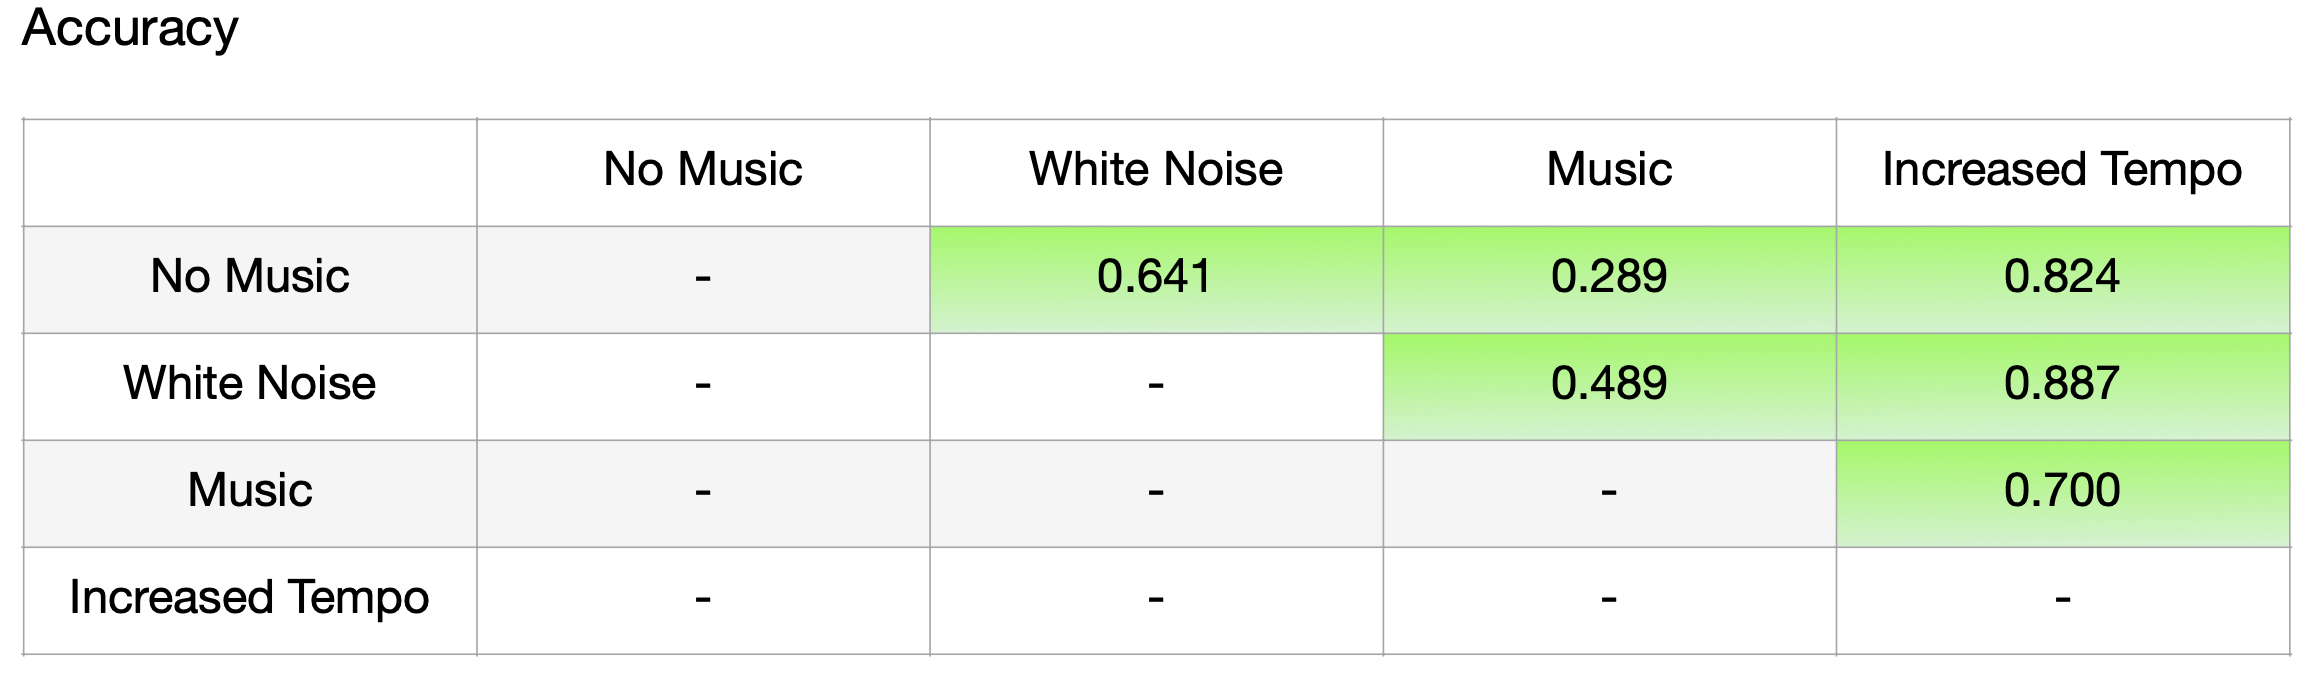 Accuracy
No Music White Noise Music Increased Tempo
No Music - 0.641 0.289 0.824
White Noise - - 0.489 0.887
Music - - - 0.700
Increased Tempo - - - -